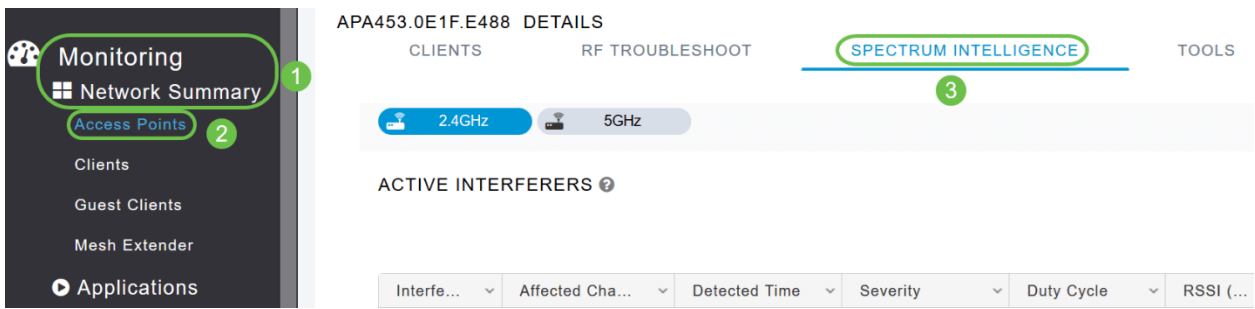 Monitoring
1
Network Summary
Access Points
2
Clients
Guest Clients
Mesh Extender
Applications
APA453.0E1F.E488 DETAILS
CLIENTS RF TROUBLESHOOT SPECTRUM INTELLIGENCE TOOLS
3
2.4GHz 5GHz
ACTIVE INTERFERERS ?
Interfe... Affected Cha... Detected Time Severity Duty Cycle RSSI (...